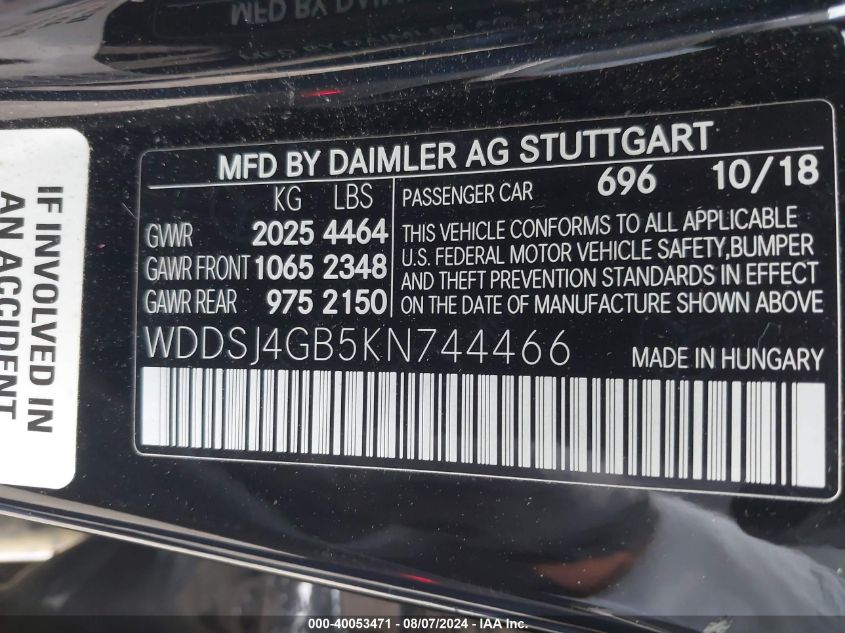 MFD BY DAIMLER AG STUTTGART
KG LBS
GVWR 2025 4464
GAWR FRONT 1065 2348
GAWR REAR 975 2150
PASSENGER CAR 696 10/18
THIS VEHICLE CONFORMS TO ALL APPLICABLE
U.S. FEDERAL MOTOR VEHICLE SAFETY,BUMPER
AND THEFT PREVENTION STANDARDS IN EFFECT
ON THE DATE OF MANUFACTURE SHOWN ABOVE
WDDSJ4GB5KN744466 MADE IN HUNGARY
IF INVOLVED IN
AN ACCIDENT
000-40053471 - 08/07/2024 - IAAI.COM